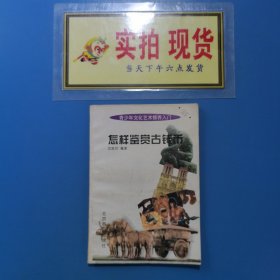 实拍 现货
当天下午六点发货
青少年文化艺术修养入门
怎样鉴赏古钱币